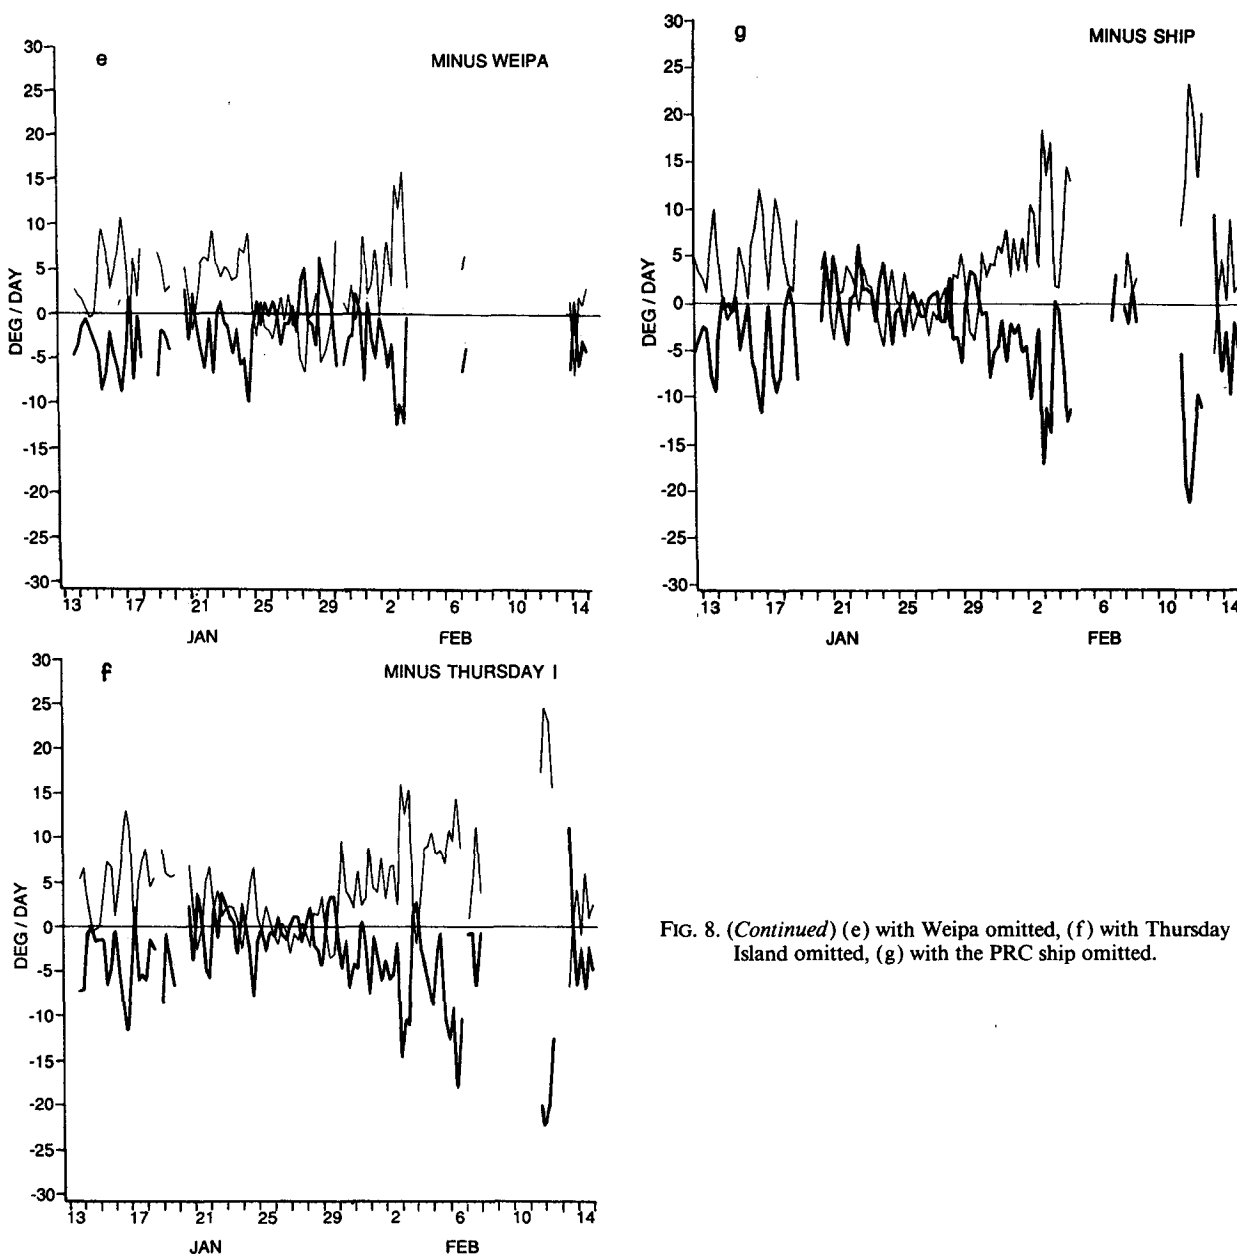 e
MINUS WEIPA
30
25
20
15
10
5
0
-5
-10
-15
-20
-25
-30
DEG / DAY
13 17 21 25 29 2 6 10 14
JAN FEB
g
MINUS SHIP
30
25
20
15
10
5
0
-5
-10
-15
-20
-25
-30
DEG / DAY
13 17 21 25 29 2 6 10 14
JAN FEB
f
MINUS THURSDAY I
30
25
20
15
10
5
0
-5
-10
-15
-20
-25
-30
DEG / DAY
13 17 21 25 29 2 6 10 14
JAN FEB
FIG. 8. (Continued) (e) with Weipa omitted, (f) with Thursday
Island omitted, (g) with the PRC ship omitted.